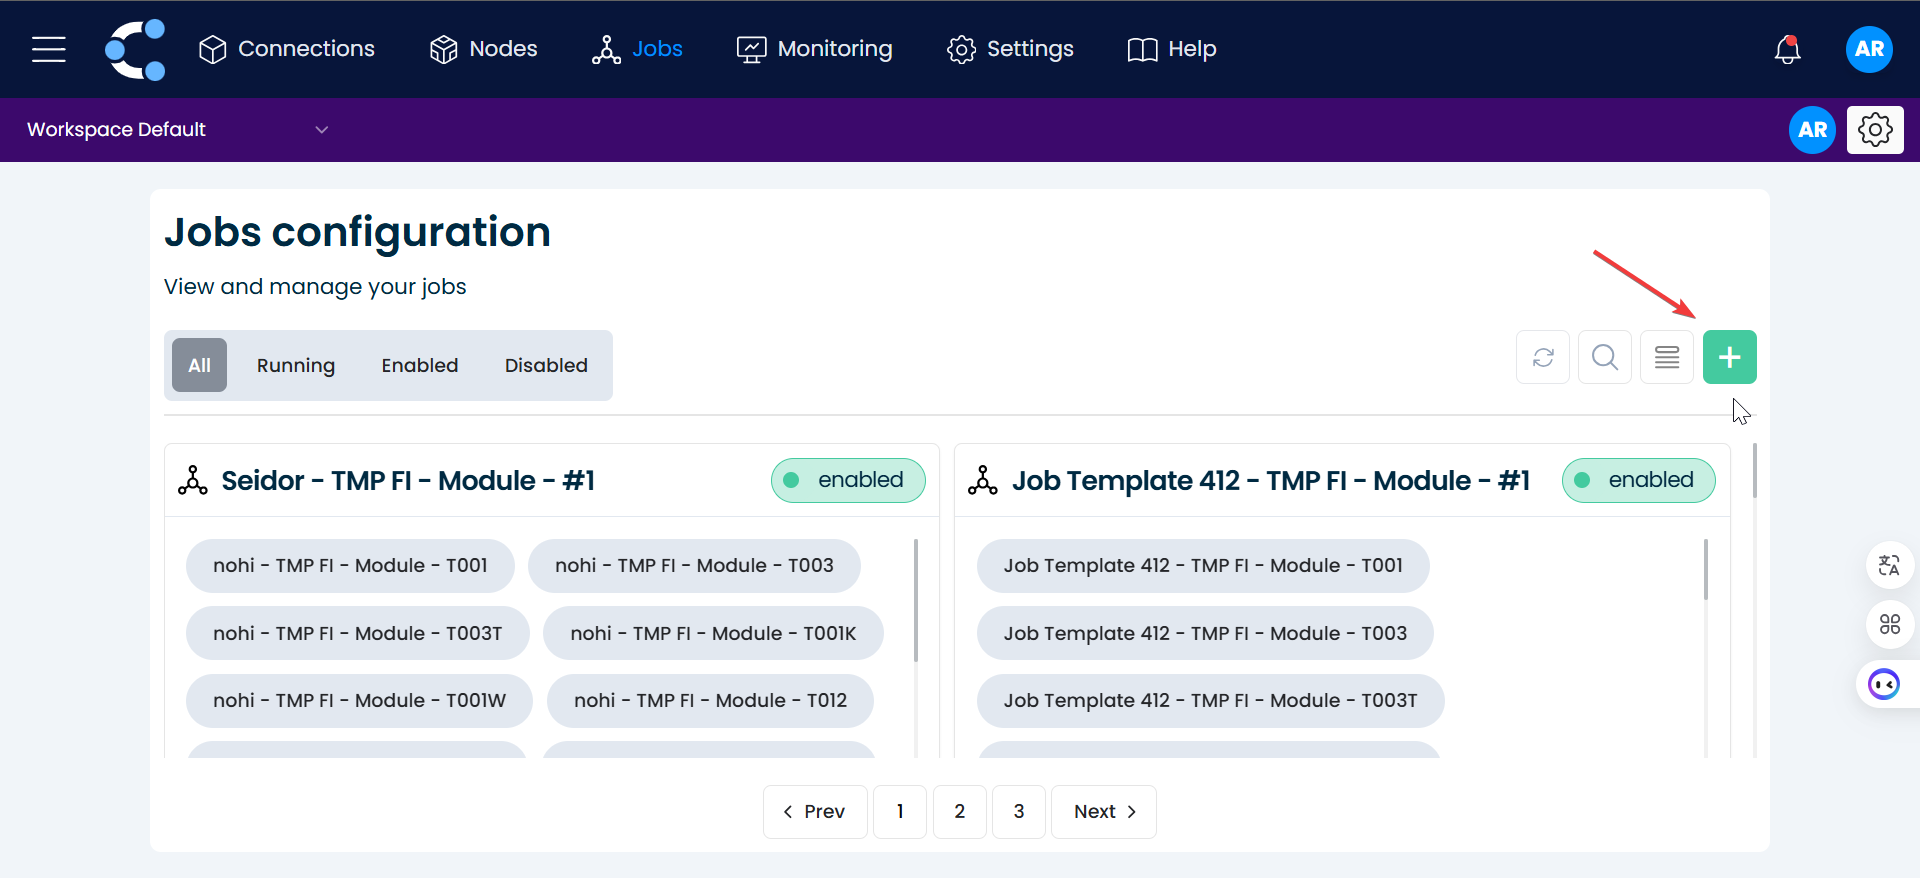 Connections Nodes Jobs Monitoring Settings Help AR
Workspace Default AR
Jobs configuration
View and manage your jobs
All Running Enabled Disabled
Seidor - TMP FI - Module - #1 enabled
nohi - TMP FI - Module - T001 nohi - TMP FI - Module - T003
nohi - TMP FI - Module - T003T nohi - TMP FI - Module - T001K
nohi - TMP FI - Module - T001W nohi - TMP FI - Module - T012
Job Template 412 - TMP FI - Module - #1 enabled
Job Template 412 - TMP FI - Module - T001
Job Template 412 - TMP FI - Module - T003
Job Template 412 - TMP FI - Module - T003T
Prev 1 2 3 Next